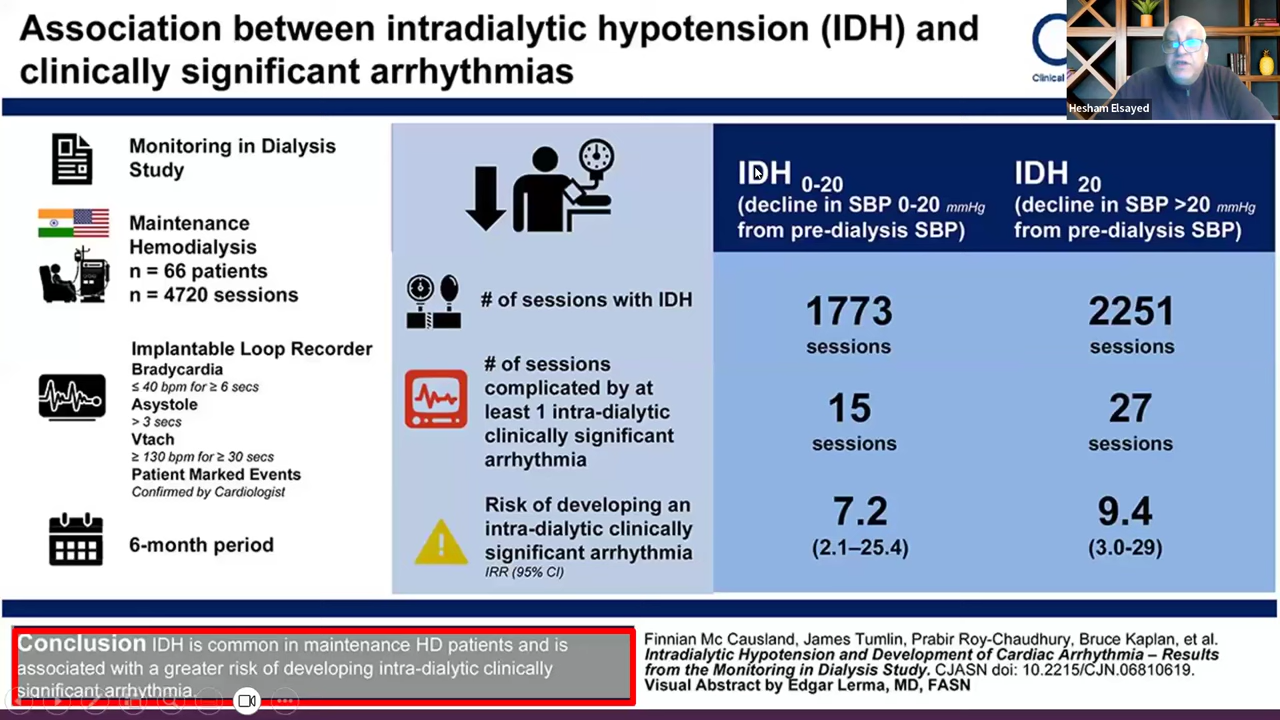 Association between intradialytic hypotension (IDH) and
clinically significant arrhythmias
Clinical
Hesham Elsayed
Monitoring in Dialysis
Study
Maintenance
Hemodialysis
n = 66 patients
n = 4720 sessions
Implantable Loop Recorder
Bradycardia
≤ 40 bpm for ≥ 6 secs
Asystole
> 3 secs
Vtach
≥ 130 bpm for ≥ 30 secs
Patient Marked Events
Confirmed by Cardiologist
6-month period
IDH 0-20
(decline in SBP 0-20 mmHg
from pre-dialysis SBP)
IDH 20
(decline in SBP >20 mmHg
from pre-dialysis SBP)
# of sessions with IDH
1773
sessions
2251
sessions
# of sessions
complicated by at
least 1 intra-dialytic
clinically significant
arrhythmia
15
sessions
27
sessions
Risk of developing an
intra-dialytic clinically
significant arrhythmia
IRR (95% CI)
7.2
(2.1–25.4)
9.4
(3.0-29)
Conclusion IDH is common in maintenance HD patients and is
associated with a greater risk of developing intra-dialytic clinically
significant arrhythmia.
Finnian Mc Causland, James Tumlin, Prabir Roy-Chaudhury, Bruce Kaplan, et al.
Intradialytic Hypotension and Development of Cardiac Arrhythmia – Results
from the Monitoring in Dialysis Study. CJASN doi: 10.2215/CJN.06810619.
Visual Abstract by Edgar Lerma, MD, FASN